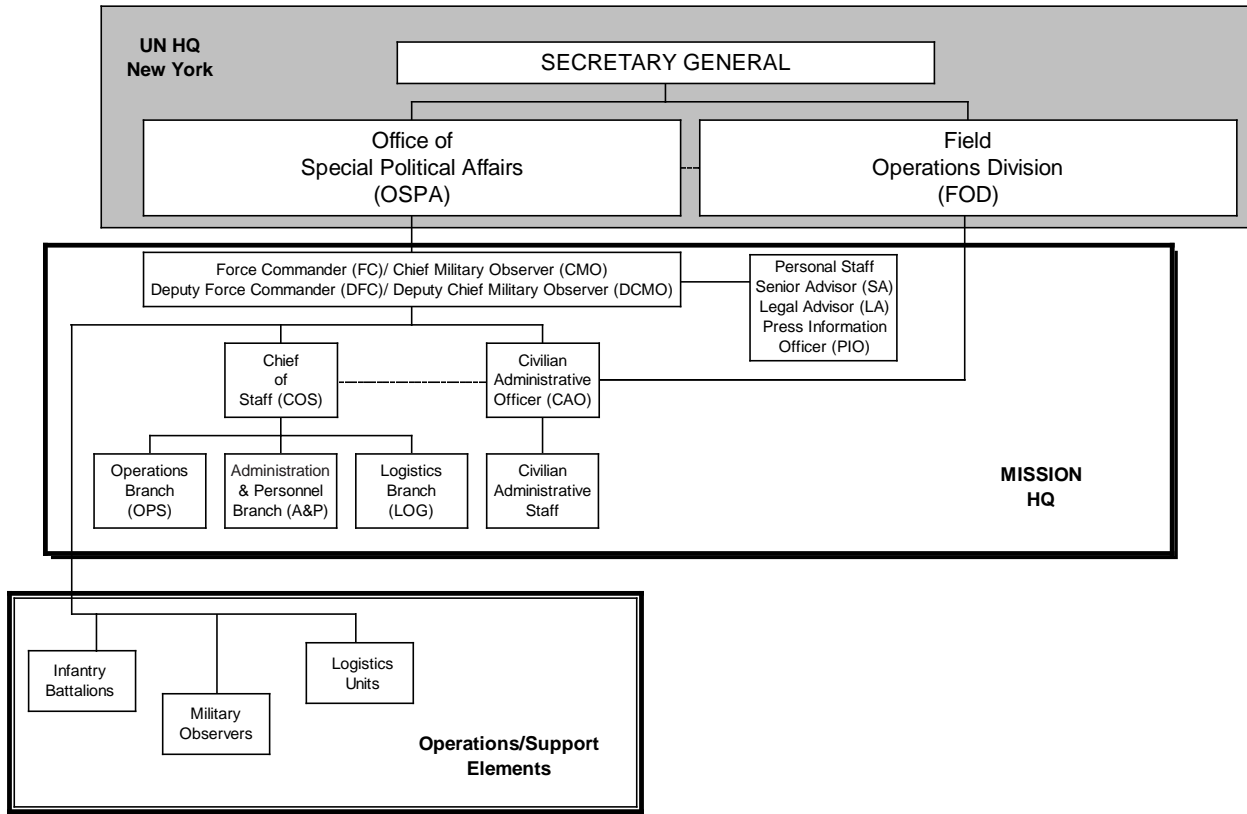 UN HQ
New York
SECRETARY GENERAL
Office of
Special Political Affairs
(OSPA)
Field
Operations Division
(FOD)
Force Commander (FC)/ Chief Military Observer (CMO)
Deputy Force Commander (DFC)/ Deputy Chief Military Observer (DCMO)
Personal Staff
Senior Advisor (SA)
Legal Advisor (LA)
Press Information
Officer (PIO)
Chief
of
Staff (COS)
Civilian
Administrative
Officer (CAO)
Operations
Branch
(OPS)
Administration
& Personnel
Branch (A&P)
Logistics
Branch
(LOG)
Civilian
Administrative
Staff
MISSION
HQ
Infantry
Battalions
Military
Observers
Logistics
Units
Operations/Support
Elements